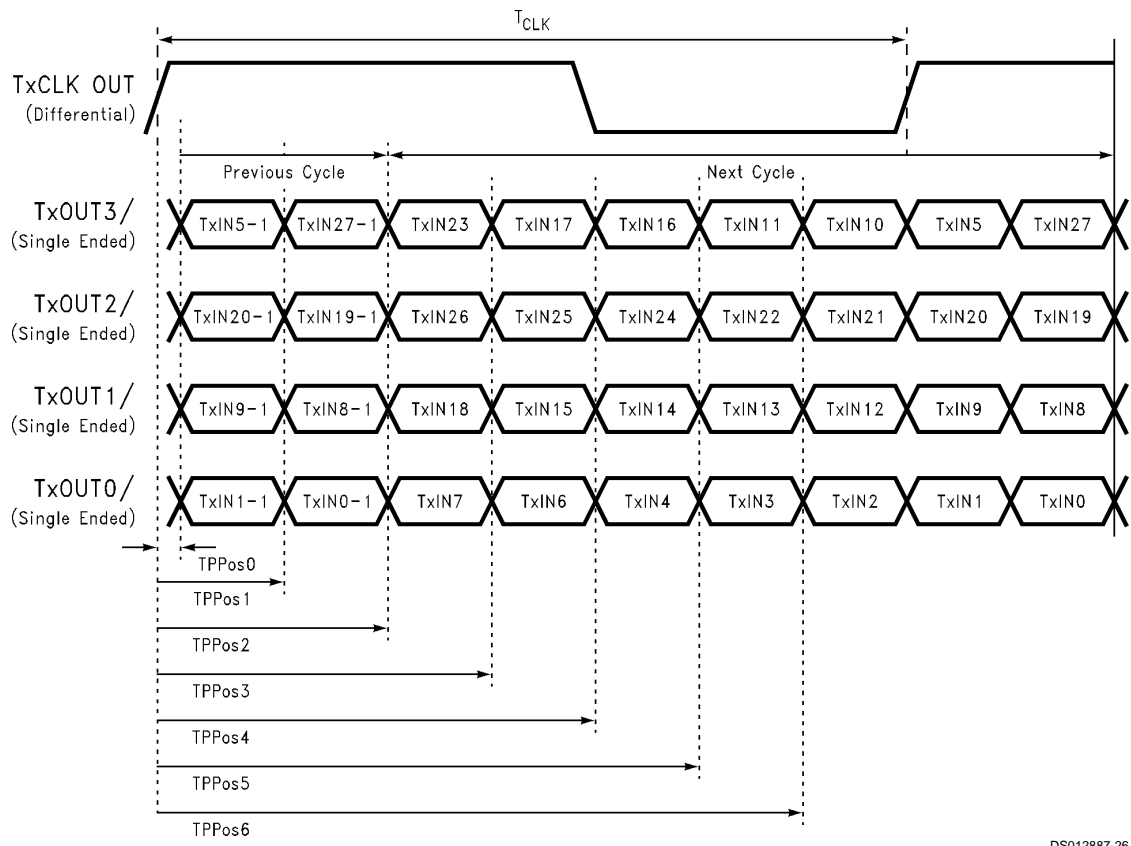 TCLK
TxCLK OUT
(Differential)
Previous Cycle
Next Cycle
TxOUT3/
(Single Ended)
TxIN5-1 TxIN27-1 TxIN23 TxIN17 TxIN16 TxIN11 TxIN10 TxIN5 TxIN27
TxOUT2/
(Single Ended)
TxIN20-1 TxIN19-1 TxIN26 TxIN25 TxIN24 TxIN22 TxIN21 TxIN20 TxIN19
TxOUT1/
(Single Ended)
TxIN9-1 TxIN8-1 TxIN18 TxIN15 TxIN14 TxIN13 TxIN12 TxIN9 TxIN8
TxOUT0/
(Single Ended)
TxIN1-1 TxIN0-1 TxIN7 TxIN6 TxIN4 TxIN3 TxIN2 TxIN1 TxIN0
TPPos0
TPPos1
TPPos2
TPPos3
TPPos4
TPPos5
TPPos6
DS012887-26